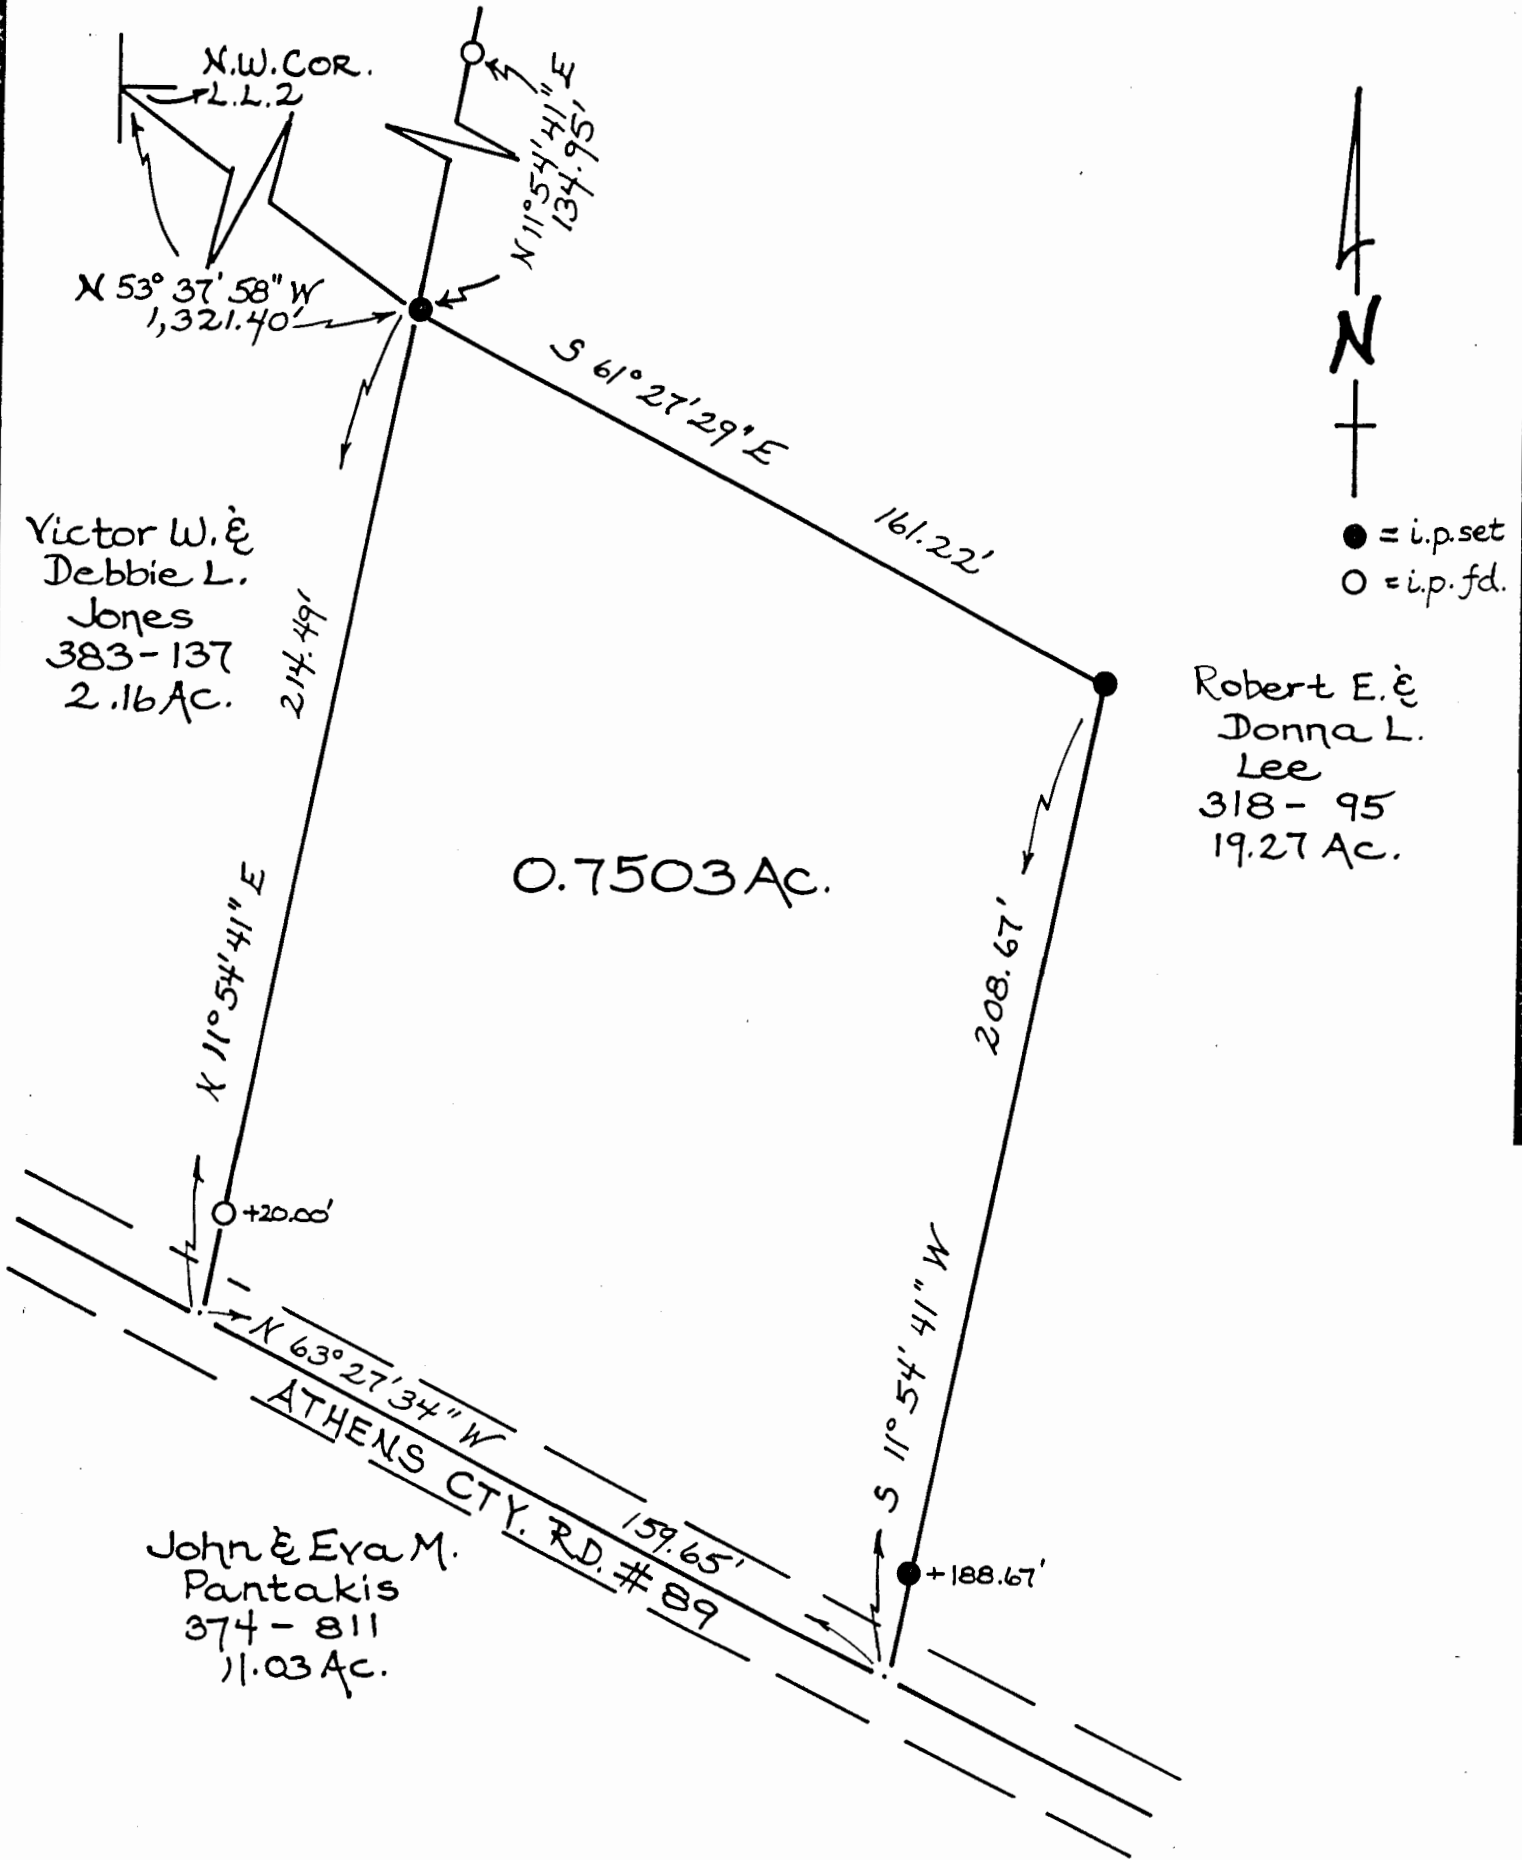 N.W. COR.
L.L.2
N 11° 54' 41" E
134.95'
N 53° 37' 58" W
1,321.40'
S 61° 27' 29" E
161.22'
N
● = i.p. set
○ = i.p. fd.
Victor W. &
Debbie L.
Jones
383-137
2.16 Ac.
214.49'
N 11° 54' 41" E
Robert E. &
Donna L.
Lee
318- 95
19.27 Ac.
0.7503 Ac.
208.67'
S 11° 54' 41" W
+20.00'
N 63° 27' 34" W
159.65'
ATHENS CTY. RD. # 89
+188.67'
John & Eva M.
Pantakis
374- 811
11.03 Ac.